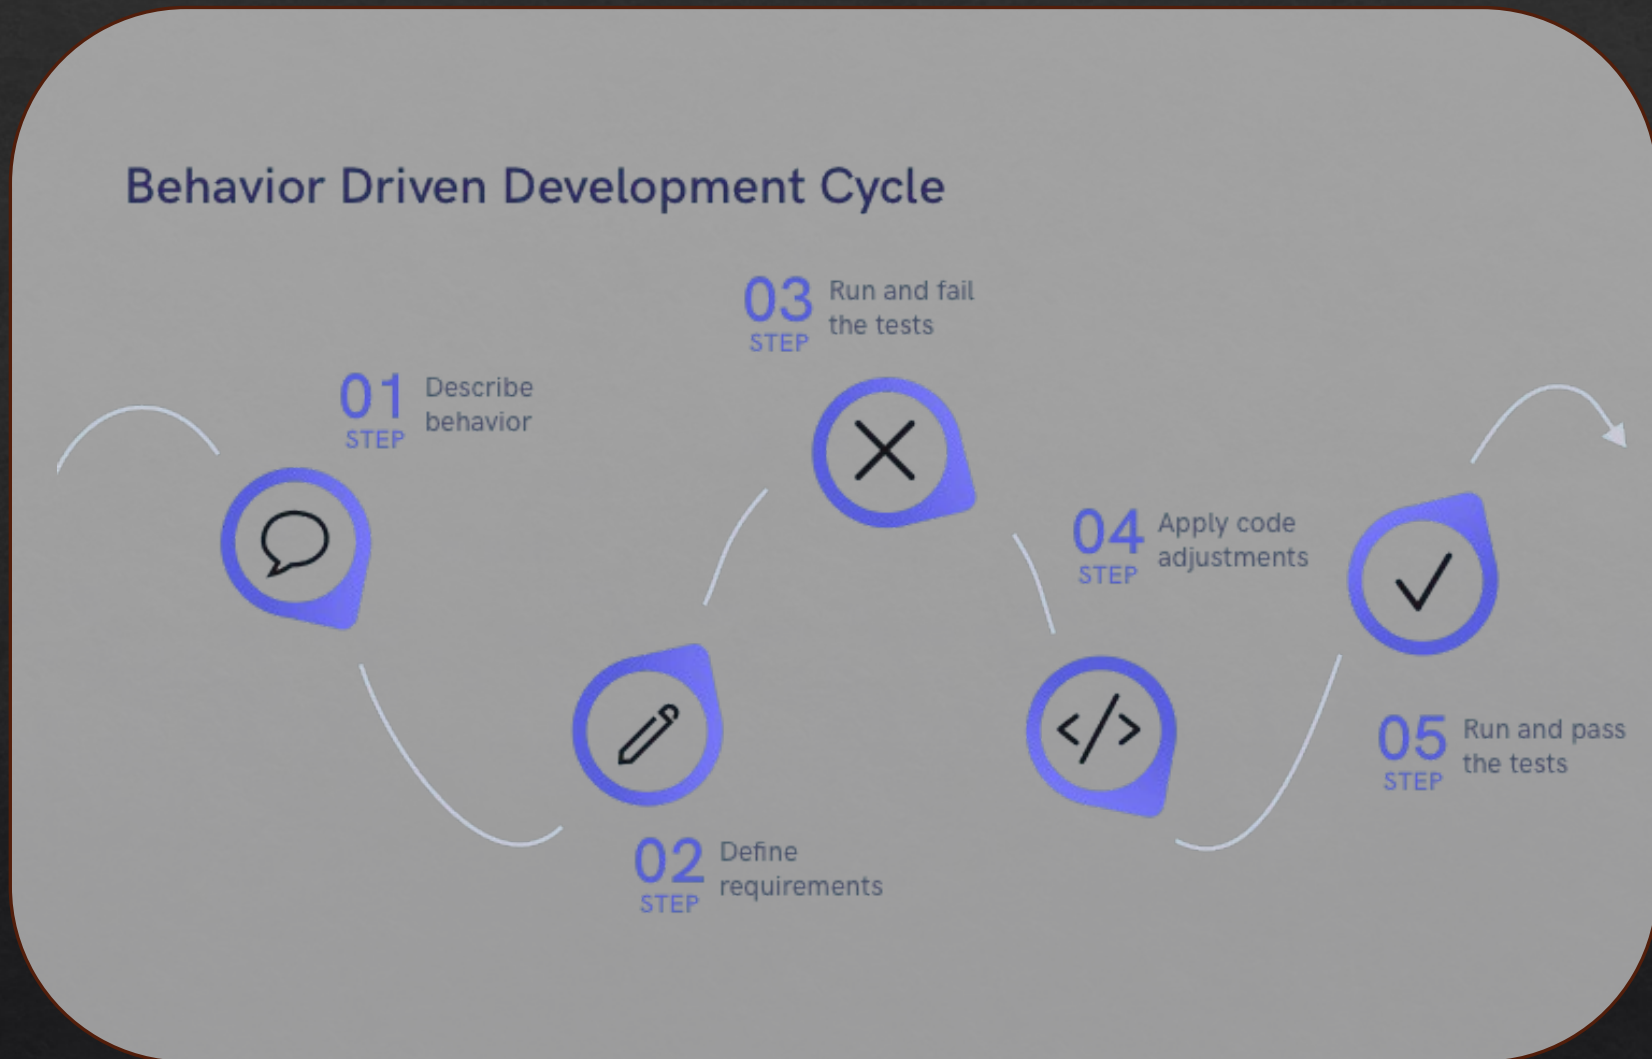 Behavior Driven Development Cycle
01
STEP
Describe
behavior
02
STEP
Define
requirements
03
STEP
Run and fail
the tests
04
STEP
Apply code
adjustments
05
STEP
Run and pass
the tests